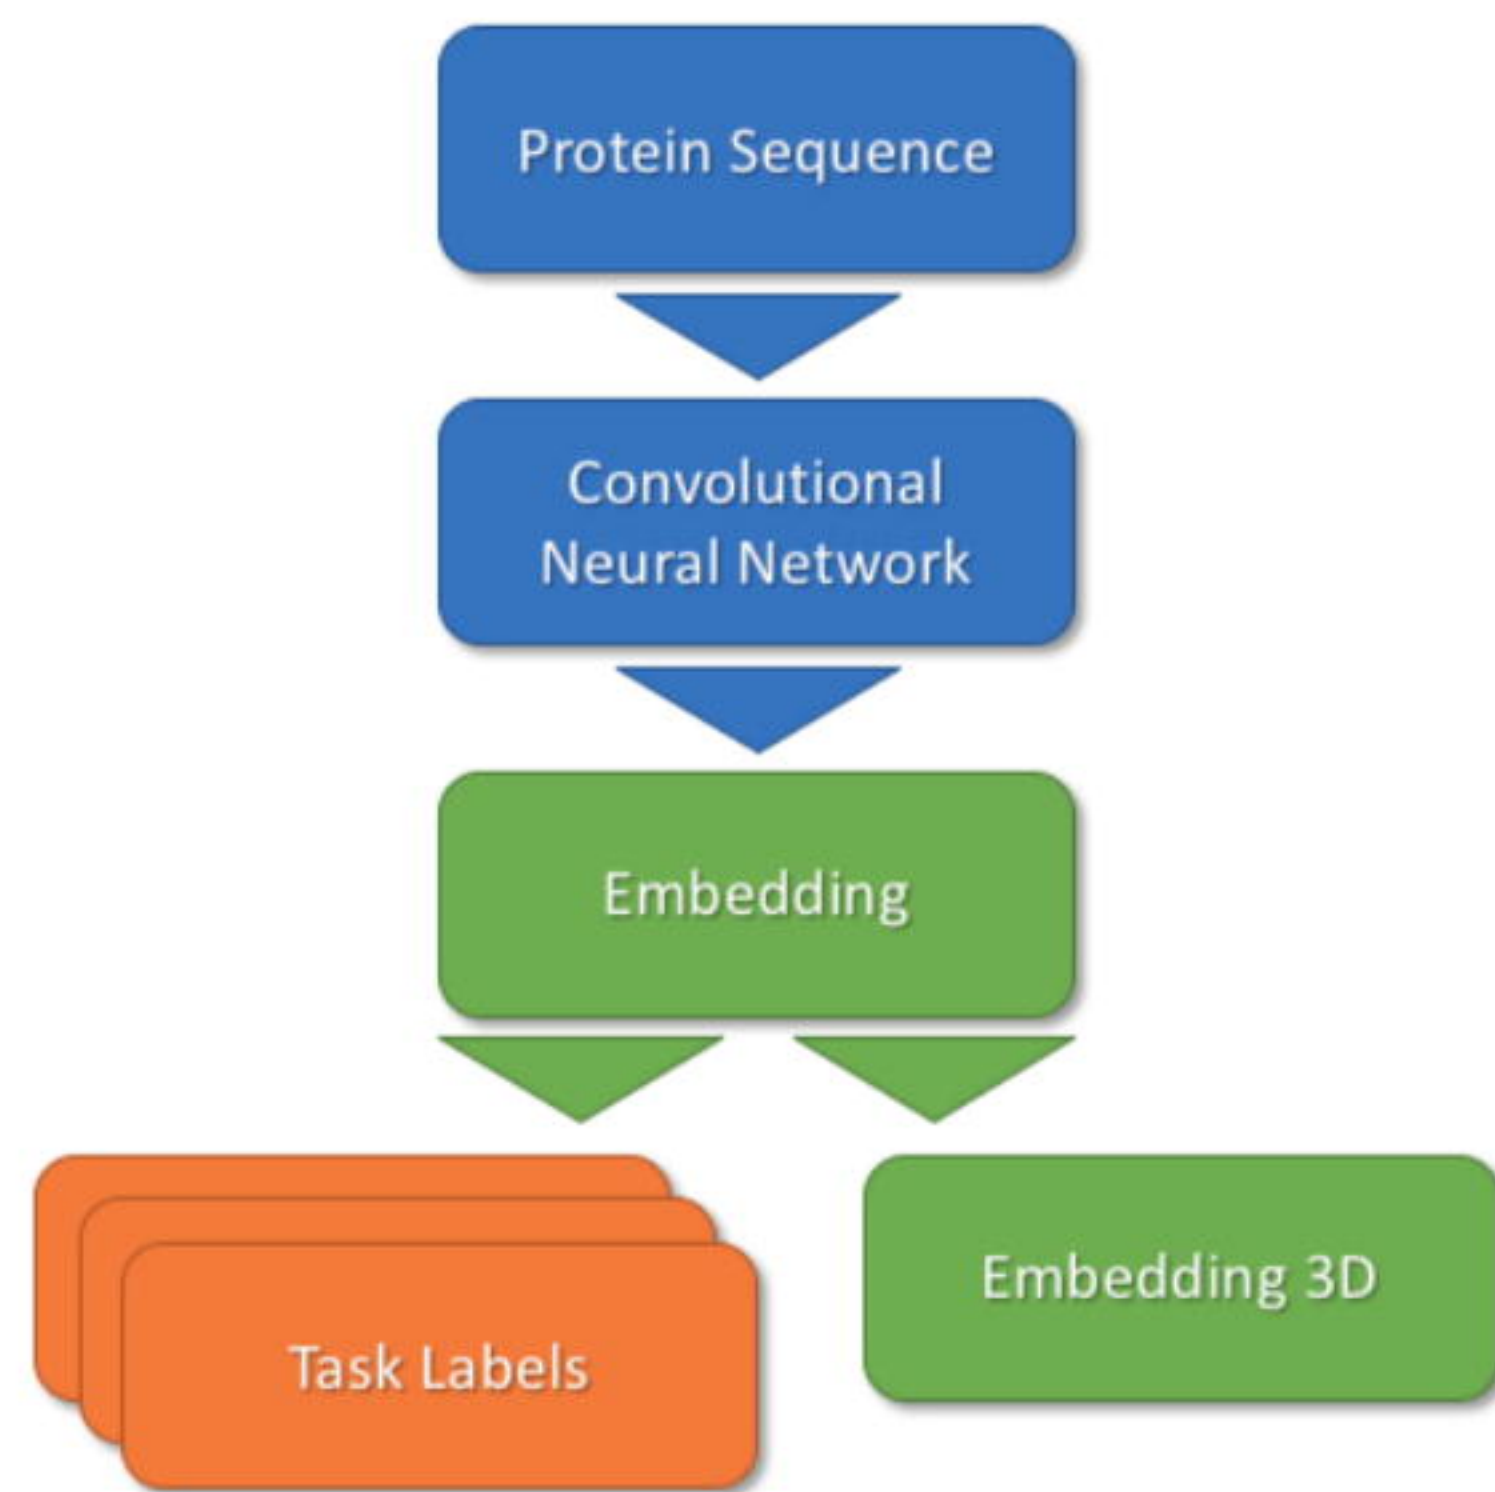 Protein Sequence
Convolutional
Neural Network
Embedding
Task Labels
Embedding 3D